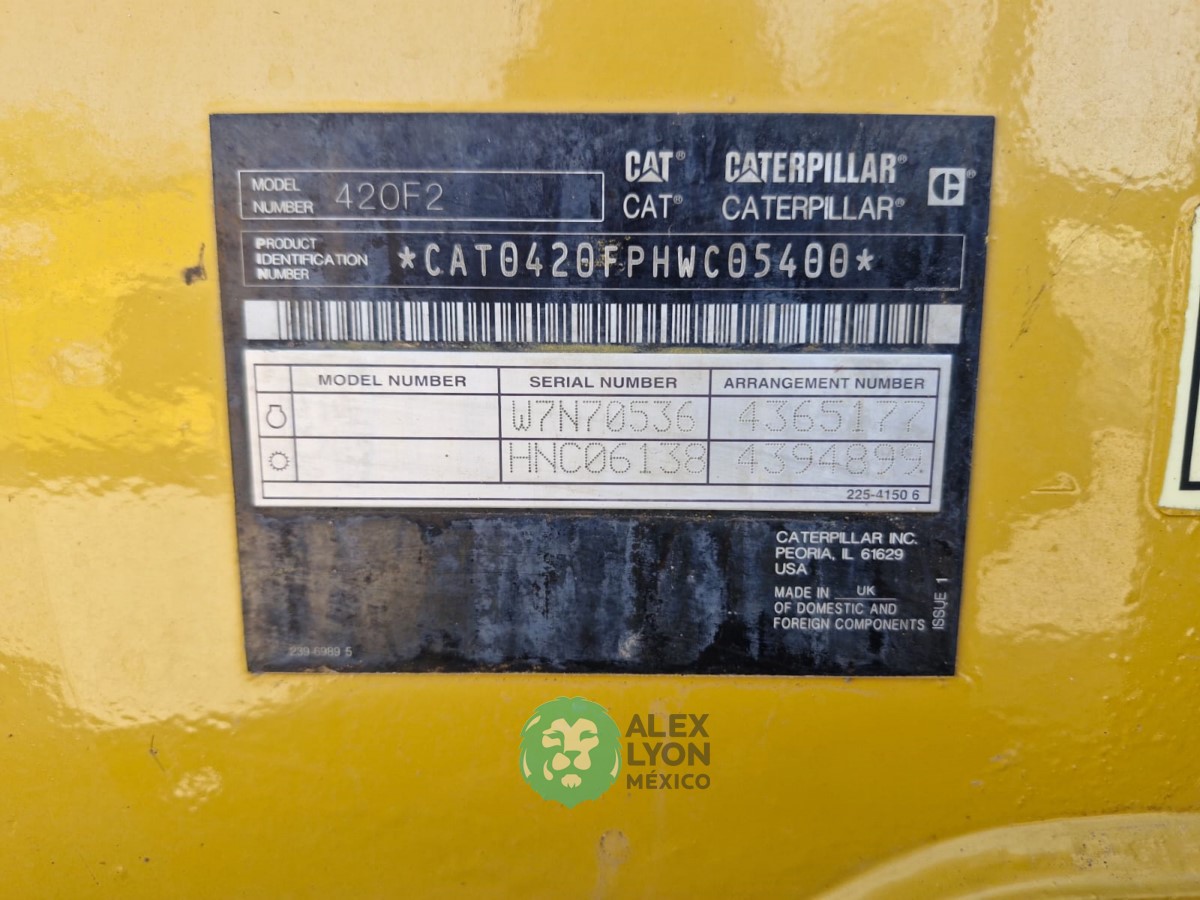 CAT® CATERPILLAR®
CAT® CATERPILLAR®
MODEL NUMBER 420F2
PRODUCT IDENTIFICATION NUMBER *CAT0420FPHWC05400*
MODEL NUMBER SERIAL NUMBER ARRANGEMENT NUMBER
W7N70536 4365177
HNC06138 4394899
225-4150 6
CATERPILLAR INC.
PEORIA, IL 61629
USA
MADE IN UK
OF DOMESTIC AND
FOREIGN COMPONENTS
ISSUE 1
239-6989 5
ALEX
LYON
MÉXICO